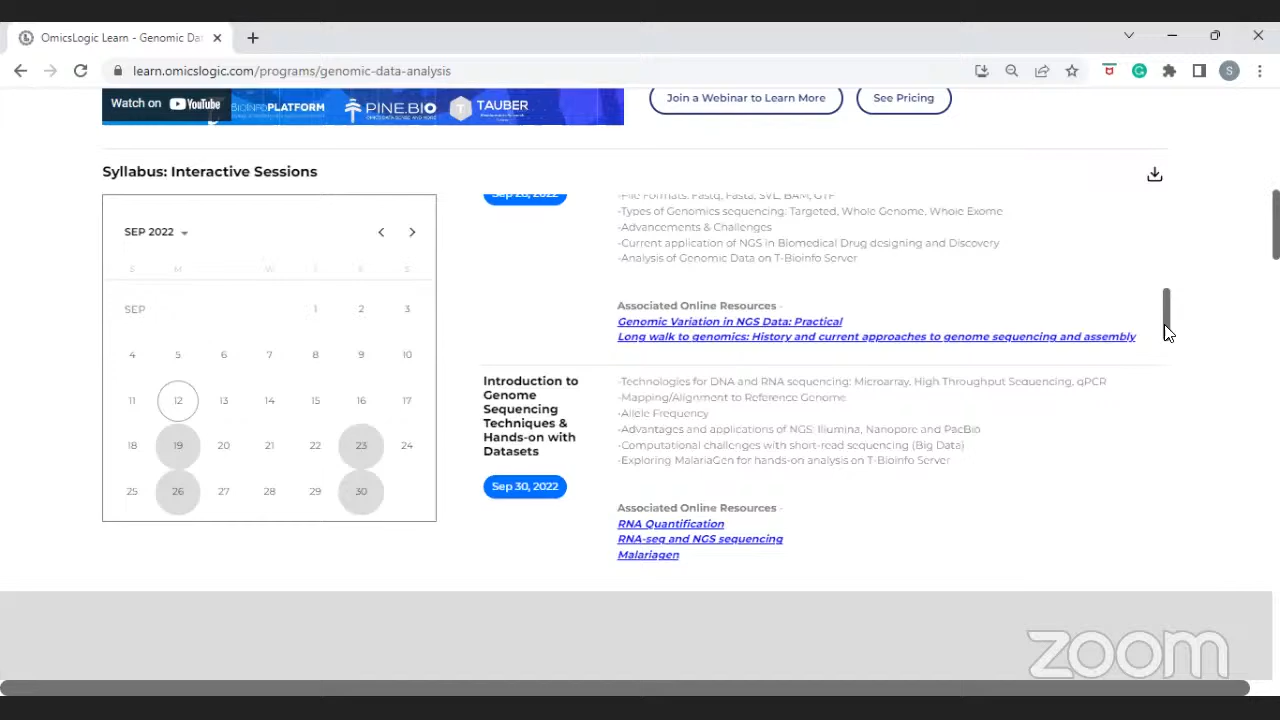 OmicsLogic Learn - Genomic Da
learn.omicslogic.com/programs/genomic-data-analysis
S
Watch on YouTube
BIOINFOPLATFORM
PINE.BIO
T TAUBER
Join a Webinar to Learn More
See Pricing
Syllabus: Interactive Sessions
SEP 2022
S M W S
SEP 1 2 3
4 5 6 7 8 9 10
11 12 13 14 15 16 17
18 19 20 21 22 23 24
25 26 27 28 29 30
-File Formats: Fastq, Fasta, SVL, BAM, GTF
-Types of Genomics sequencing: Targeted, Whole Genome, Whole Exome
-Advancements & Challenges
-Current application of NGS in Biomedical Drug designing and Discovery
-Analysis of Genomic Data on T-Bioinfo Server
Associated Online Resources -
Genomic Variation in NGS Data: Practical
Long walk to genomics: History and current approaches to genome sequencing and assembly
Introduction to
Genome
Sequencing
Techniques &
Hands-on with
Datasets
Sep 30, 2022
-Technologies for DNA and RNA sequencing: Microarray, High Throughput Sequencing, qPCR
-Mapping/Alignment to Reference Genome
-Allele Frequency
-Advantages and applications of NGS: Illumina, Nanopore and PacBio
-Computational challenges with short-read sequencing (Big Data)
-Exploring MalariaGen for hands-on analysis on T-Bioinfo Server
Associated Online Resources -
RNA Quantification
RNA-seq and NGS sequencing
Malariagen
zoom